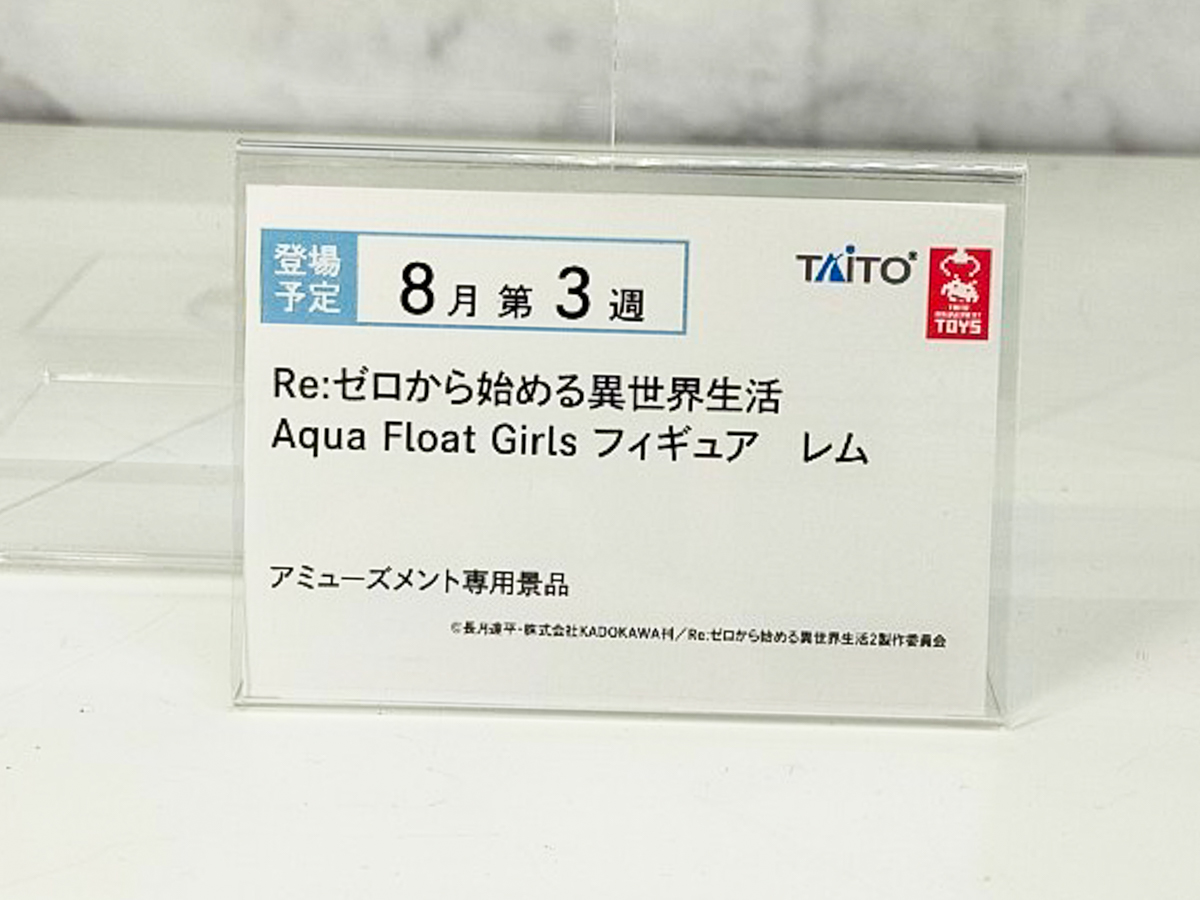 登場
予定
8月第3週
TAITO
TOYS
Re:ゼロから始める異世界生活
Aqua Float Girls フィギュア レム
アミューズメント専用景品
©長月達平・株式会社KADOKAWA刊／Re:ゼロから始める異世界生活2製作委員会